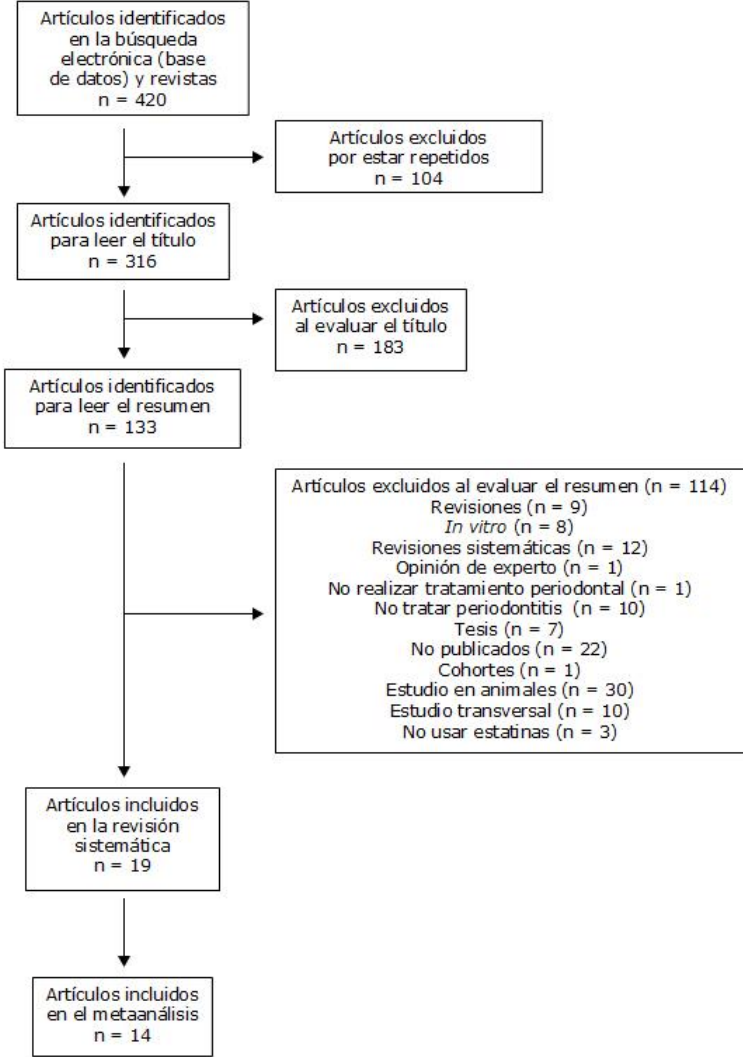 Artículos identificados
en la búsqueda
electrónica (base
de datos) y revistas
n = 420
Artículos excluidos
por estar repetidos
n = 104
Artículos identificados
para leer el título
n = 316
Artículos excluidos
al evaluar el título
n = 183
Artículos identificados
para leer el resumen
n = 133
Artículos excluidos al evaluar el resumen (n = 114)
Revisiones (n = 9)
In vitro (n = 8)
Revisiones sistemáticas (n = 12)
Opinión de experto (n = 1)
No realizar tratamiento periodontal (n = 1)
No tratar periodontitis (n = 10)
Tesis (n = 7)
No publicados (n = 22)
Cohortes (n = 1)
Estudio en animales (n = 30)
Estudio transversal (n = 10)
No usar estatinas (n = 3)
Artículos incluidos
en la revisión
sistemática
n = 19
Artículos incluidos
en el metaanálisis
n = 14